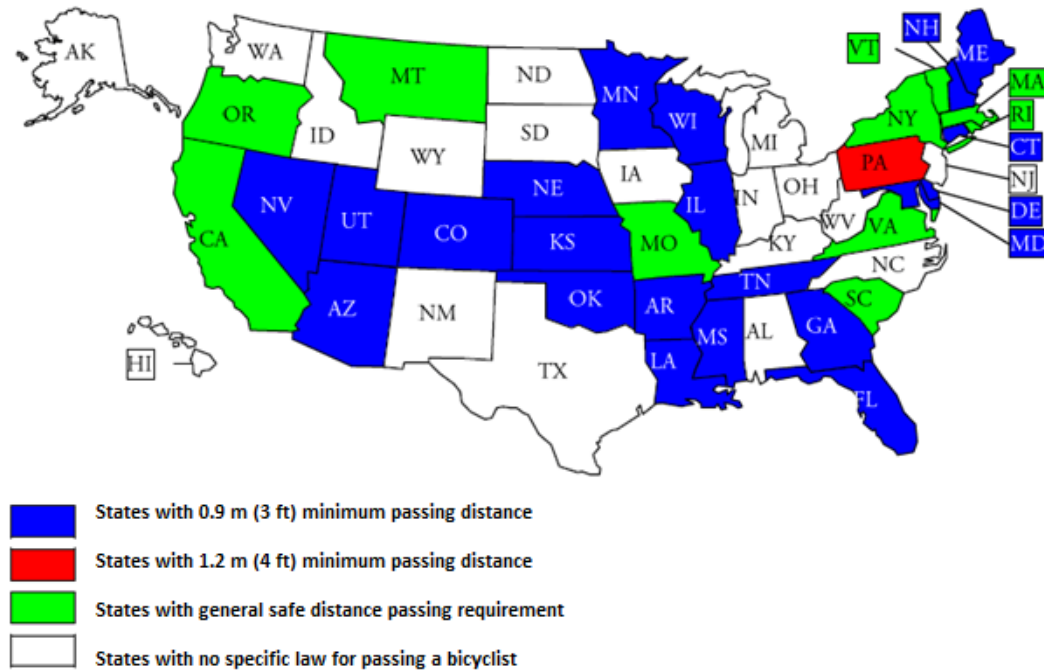 AK
WA
MT
ND
MN
NH
VT
ME
OR
ID
WY
SD
WI
MI
NY
MA
RI
CT
NJ
DE
MD
PA
NV
UT
CO
NE
IA
IL
IN
OH
WV
VA
CA
KS
MO
KY
NC
AZ
NM
OK
AR
TN
SC
MS
AL
GA
LA
TX
FL
HI
States with 0.9 m (3 ft) minimum passing distance
States with 1.2 m (4 ft) minimum passing distance
States with general safe distance passing requirement
States with no specific law for passing a bicyclist